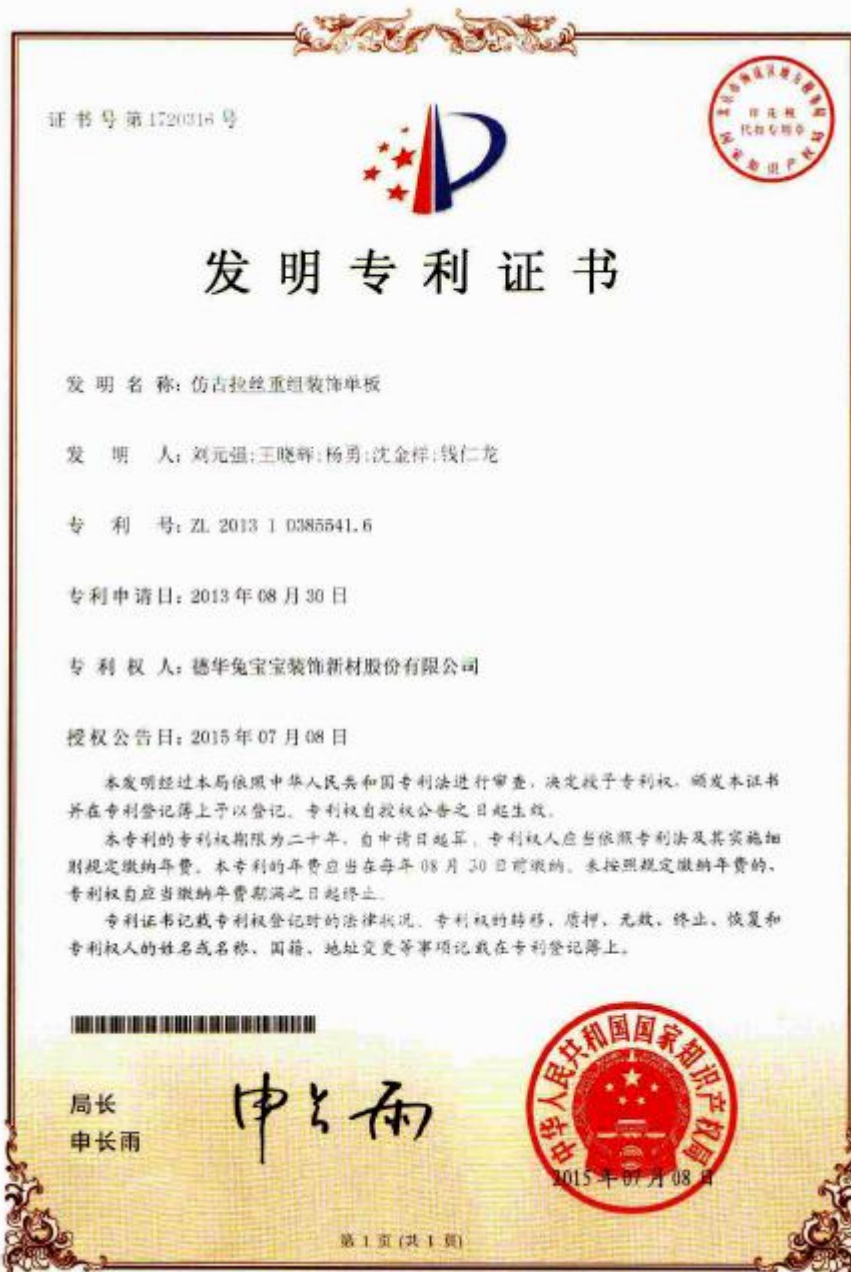 证书号第1720316号
印花税
代扣专用章
国家知识产权局
发明专利证书
发明名称：仿古拉丝重组装饰单板
发明人：刘元强;王晓辉;杨勇;沈金祥;钱仁龙
专利号：ZL 2013 1 0385541.6
专利申请日：2013年08月30日
专利权人：德华兔宝宝装饰新材股份有限公司
授权公告日：2015年07月08日
本发明经过本局依照中华人民共和国专利法进行审查，决定授予专利权，颁发本证书
并在专利登记簿上予以登记。专利权自授权公告之日起生效。
本专利的专利权期限为二十年，自申请日起算。专利权人应当依照专利法及其实施细
则规定缴纳年费。本专利的年费应当在每年08月30日前缴纳。未按照规定缴纳年费的，
专利权自应当缴纳年费期满之日起终止。
专利证书记载专利权登记时的法律状况。专利权的转移、质押、无效、终止、恢复和
专利权人的姓名或名称、国籍、地址变更等事项记载在专利登记簿上。
局长
申长雨
申长雨
中华人民共和国国家知识产权局
2015年07月08日
第1页(共1页)